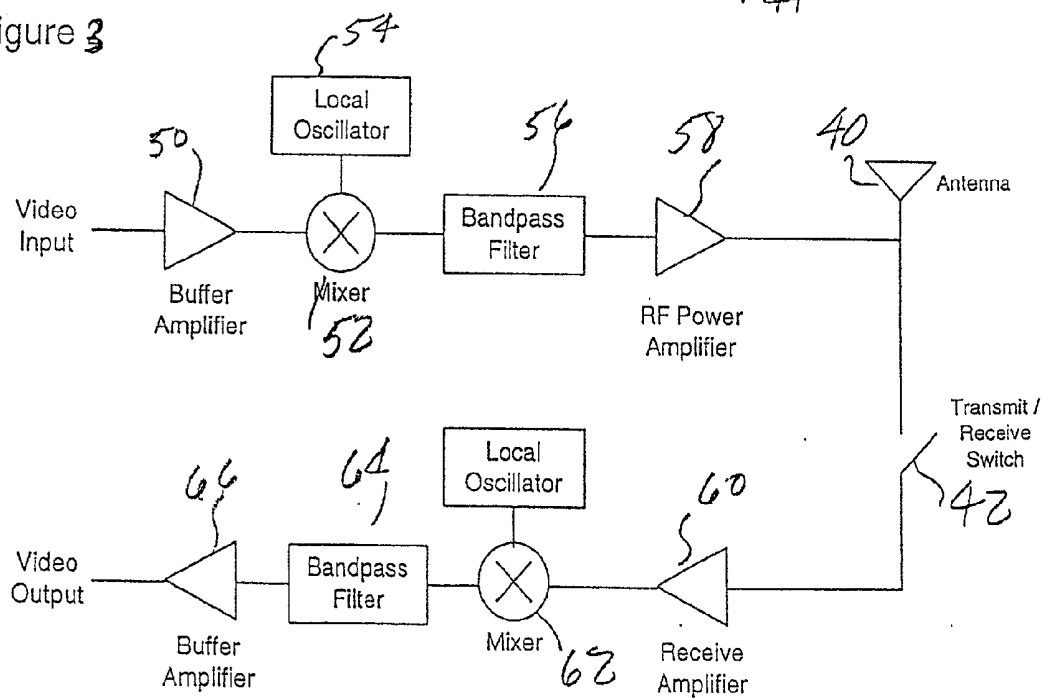 igure 3
54
Local
Oscillator
50
56
58
40
Antenna
Video
Input
Bandpass
Filter
Buffer
Amplifier
Mixer
52
RF Power
Amplifier
Transmit /
Receive
Switch
42
Local
Oscillator
66
64
60
Video
Output
Bandpass
Filter
Buffer
Amplifier
Mixer
62
Receive
Amplifier